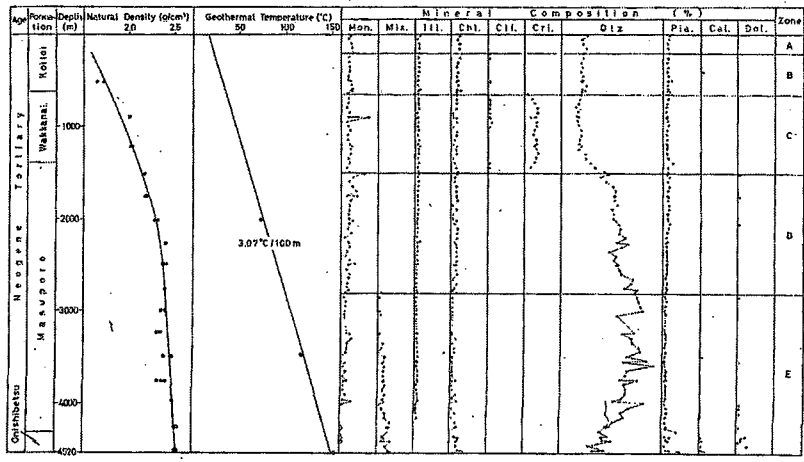 Age
Forma-
tion
Depth
(m)
Natural Density (g/cm³)
2.0 2.5
Geothermal Temperature (°C)
50 100 150
Mineral Composition (%)
Mon. Mix. Ill. Chl. Cli. Cri. Qtz Pla. Cal. Dol.
Zone
Neogene Tertiary
Onishibetsu
Koitoi
Wakkanai
Masuporo
1000
2000
3000
4000
4520
3.07°C/100m
A
B
C
D
E